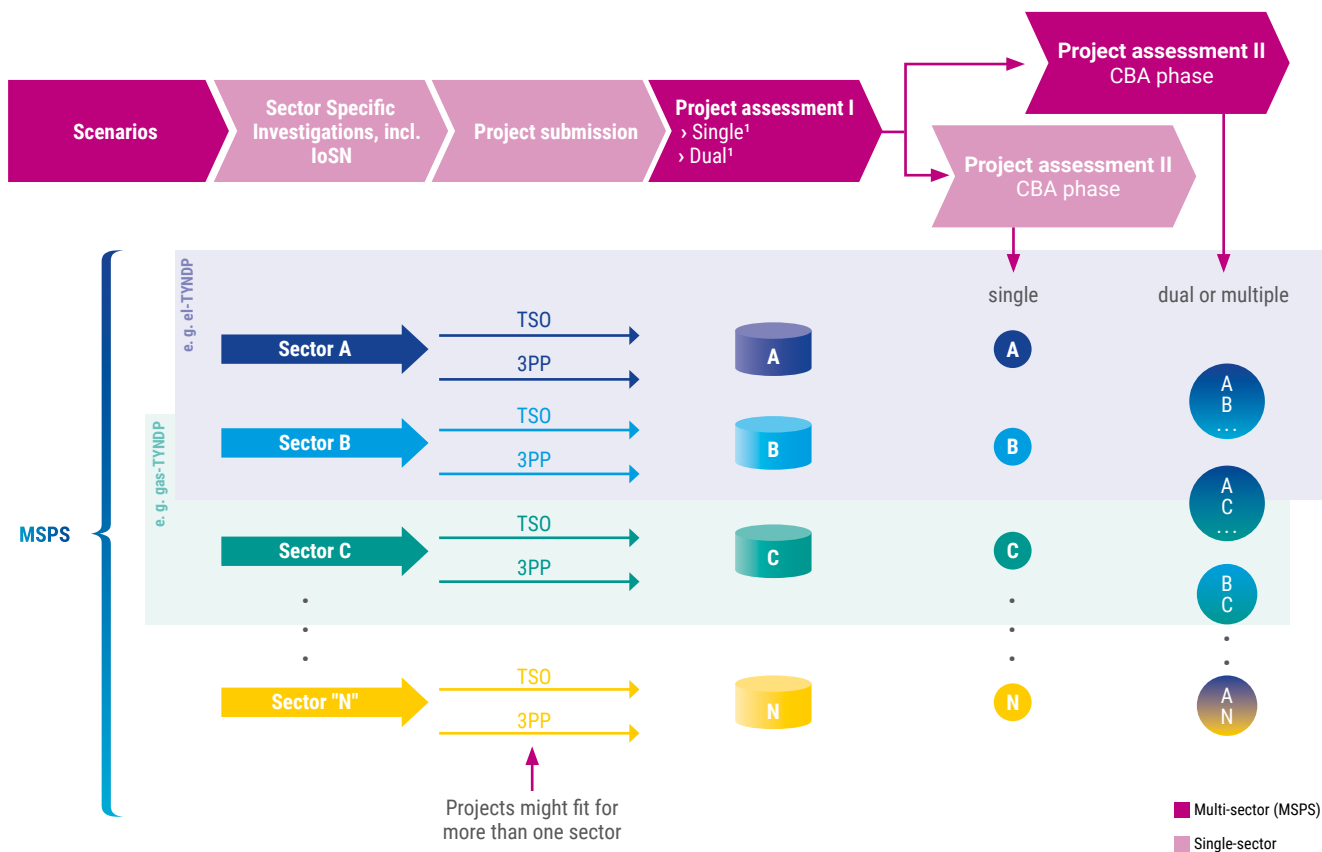 Project assessment II
CBA phase
Scenarios
Sector Specific
Investigations, incl.
IoSN
Project submission
Project assessment I
› Single¹
› Dual¹
Project assessment II
CBA phase
e. g. el-TYNDP
single
dual or multiple
Sector A
TSO
3PP
A
A
A
B
...
Sector B
TSO
3PP
B
B
e. g. gas-TYNDP
MSPS
A
C
...
Sector C
TSO
3PP
C
C
B
C
Sector "N"
TSO
3PP
N
N
A
N
Projects might fit for
more than one sector
Multi-sector (MSPS)
Single-sector